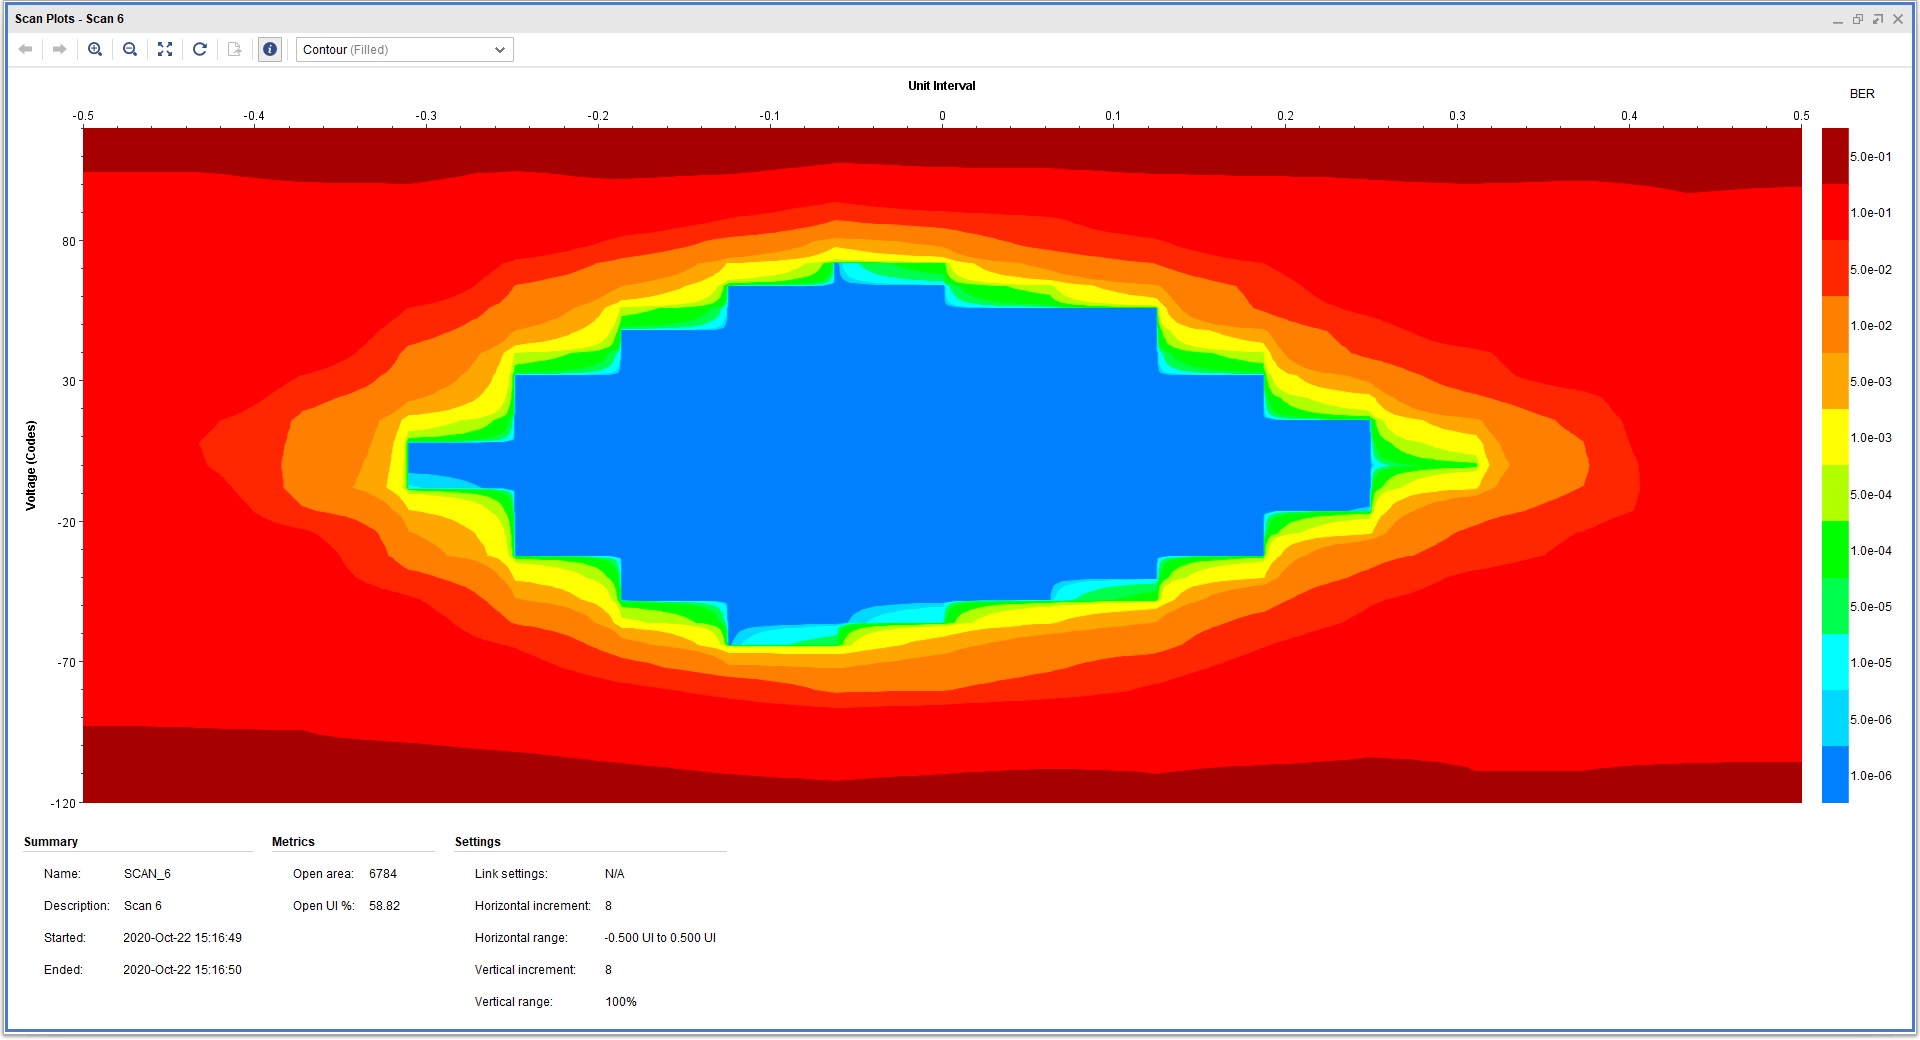 Scan Plots - Scan 6
Contour (Filled)
Unit Interval
BER
-0.5 -0.4 -0.3 -0.2 -0.1 0 0.1 0.2 0.3 0.4 0.5
5.0e-01
1.0e-01
80
5.0e-02
1.0e-02
30
5.0e-03
Voltage (Codes)
1.0e-03
5.0e-04
-20
1.0e-04
5.0e-05
-70
1.0e-05
5.0e-06
1.0e-06
-120
Summary
Name: SCAN_6
Description: Scan 6
Started: 2020-Oct-22 15:16:49
Ended: 2020-Oct-22 15:16:50
Metrics
Open area: 6784
Open UI %: 58.82
Settings
Link settings: N/A
Horizontal increment: 8
Horizontal range: -0.500 UI to 0.500 UI
Vertical increment: 8
Vertical range: 100%